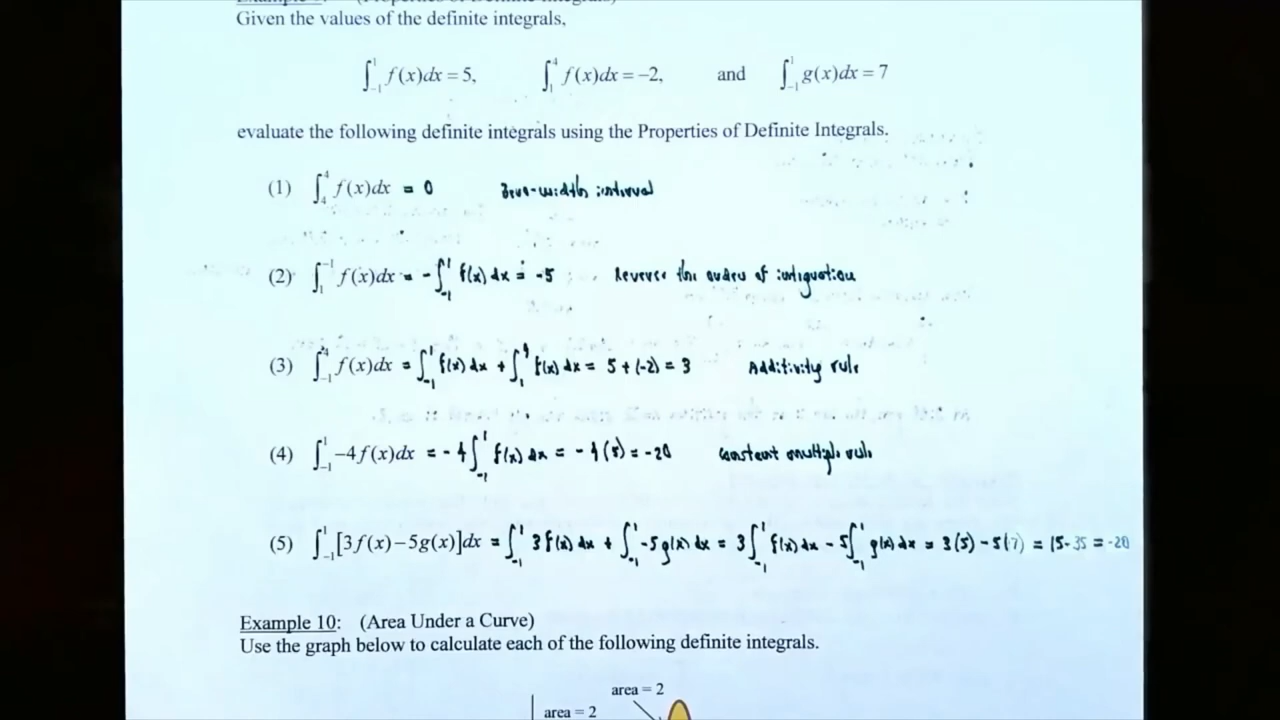 Given the values of the definite integrals,
∫_{-1}^{1} f(x)dx = 5, ∫_{1}^{4} f(x)dx = −2, and ∫_{-1}^{1} g(x)dx = 7
evaluate the following definite integrals using the Properties of Definite Integrals.
(1) ∫_{4}^{4} f(x)dx = 0 Zero-width interval
(2) ∫_{1}^{-1} f(x)dx = -∫_{-1}^{1} f(x) dx = -5 Reverse the order of integration
(3) ∫_{-1}^{4} f(x)dx = ∫_{-1}^{1} f(x) dx + ∫_{1}^{4} f(x) dx = 5 + (-2) = 3 Additivity rule
(4) ∫_{-1}^{1} −4f(x)dx = -4∫_{-1}^{1} f(x) dx = -4(5) = -20 Constant multiple rule
(5) ∫_{-1}^{1} [3f(x)−5g(x)]dx = ∫_{-1}^{1} 3f(x) dx + ∫_{-1}^{1} -5g(x) dx = 3∫_{-1}^{1} f(x) dx - 5∫_{-1}^{1} g(x) dx = 3(5) - 5(7) = 15-35 = -20
Example 10: (Area Under a Curve)
Use the graph below to calculate each of the following definite integrals.
area = 2
area = 2